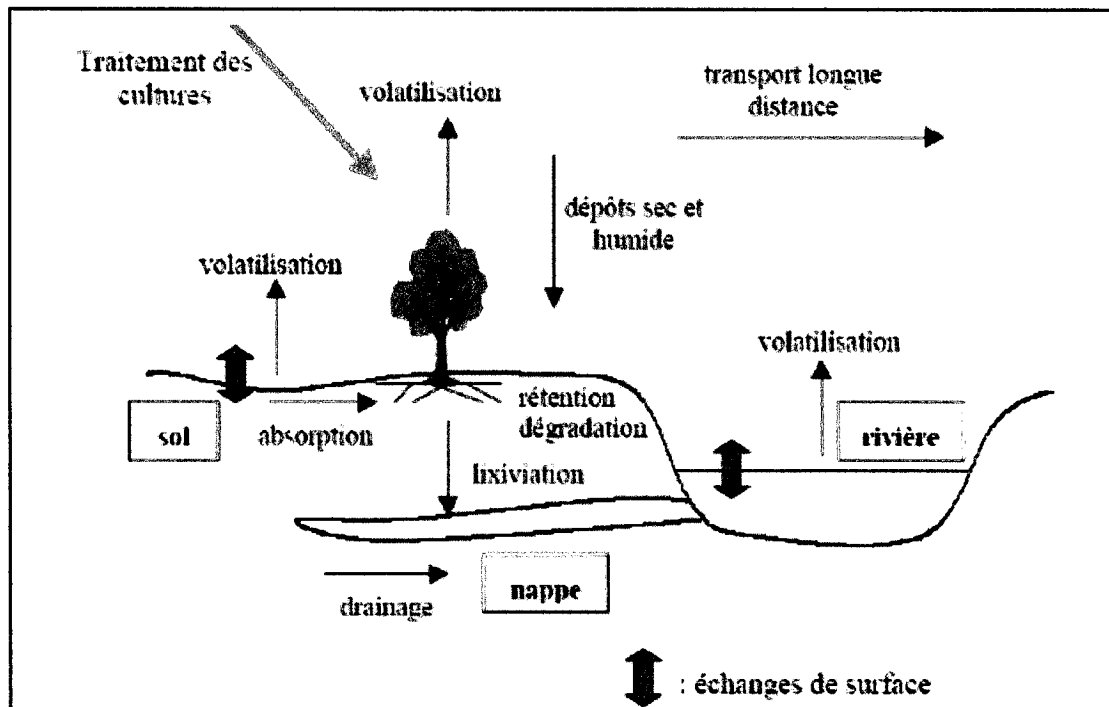 Traitement des
cultures
volatilisation
transport longue
distance
dépôts sec et
humide
volatilisation
volatilisation
sol
absorption
rétention
dégradation
rivière
lixiviation
drainage
nappe
: échanges de surface